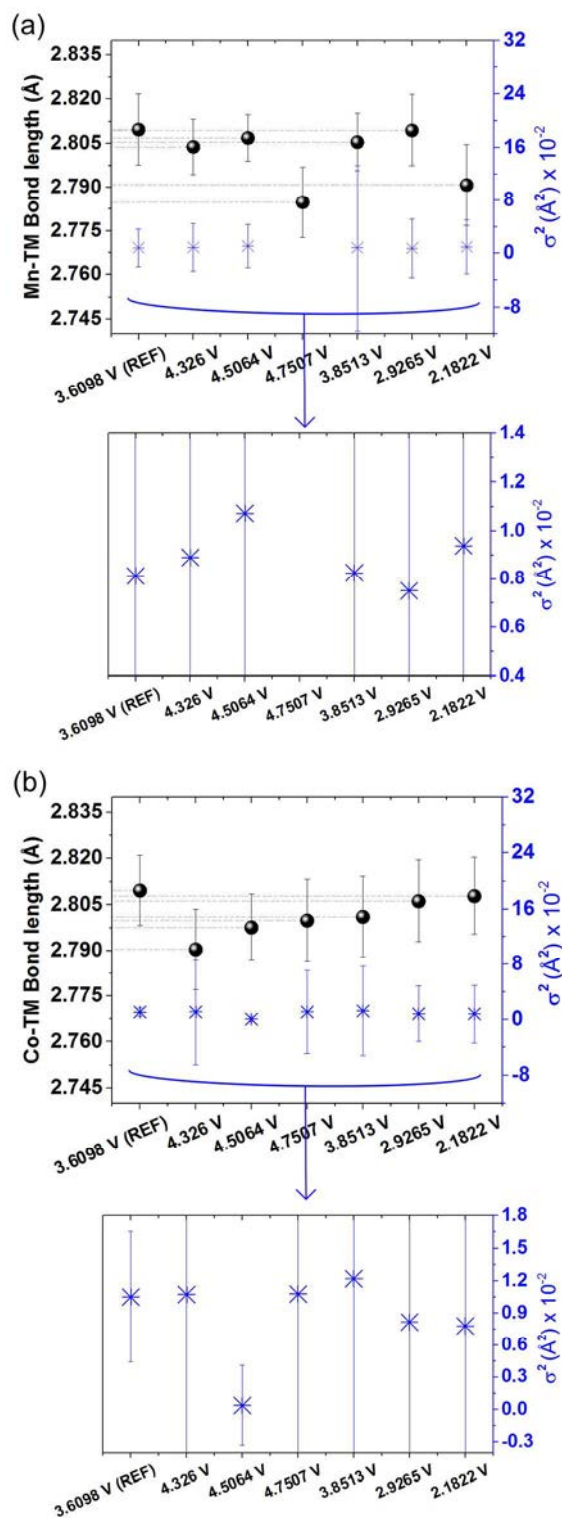 (a)
2.835
2.820
2.805
2.790
2.775
2.760
2.745
Mn-TM Bond length (Å)
32
24
16
8
0
-8
σ² (Å²) x 10⁻²
3.6098 V (REF)
4.326 V
4.5064 V
4.7507 V
3.8513 V
2.9265 V
2.1822 V
1.4
1.2
1.0
0.8
0.6
0.4
σ² (Å²) x 10⁻²
3.6098 V (REF)
4.326 V
4.5064 V
4.7507 V
3.8513 V
2.9265 V
2.1822 V
(b)
2.835
2.820
2.805
2.790
2.775
2.760
2.745
Co-TM Bond length (Å)
32
24
16
8
0
-8
σ² (Å²) x 10⁻²
3.6098 V (REF)
4.326 V
4.5064 V
4.7507 V
3.8513 V
2.9265 V
2.1822 V
1.8
1.5
1.2
0.9
0.6
0.3
0.0
-0.3
σ² (Å²) x 10⁻²
3.6098 V (REF)
4.326 V
4.5064 V
4.7507 V
3.8513 V
2.9265 V
2.1822 V